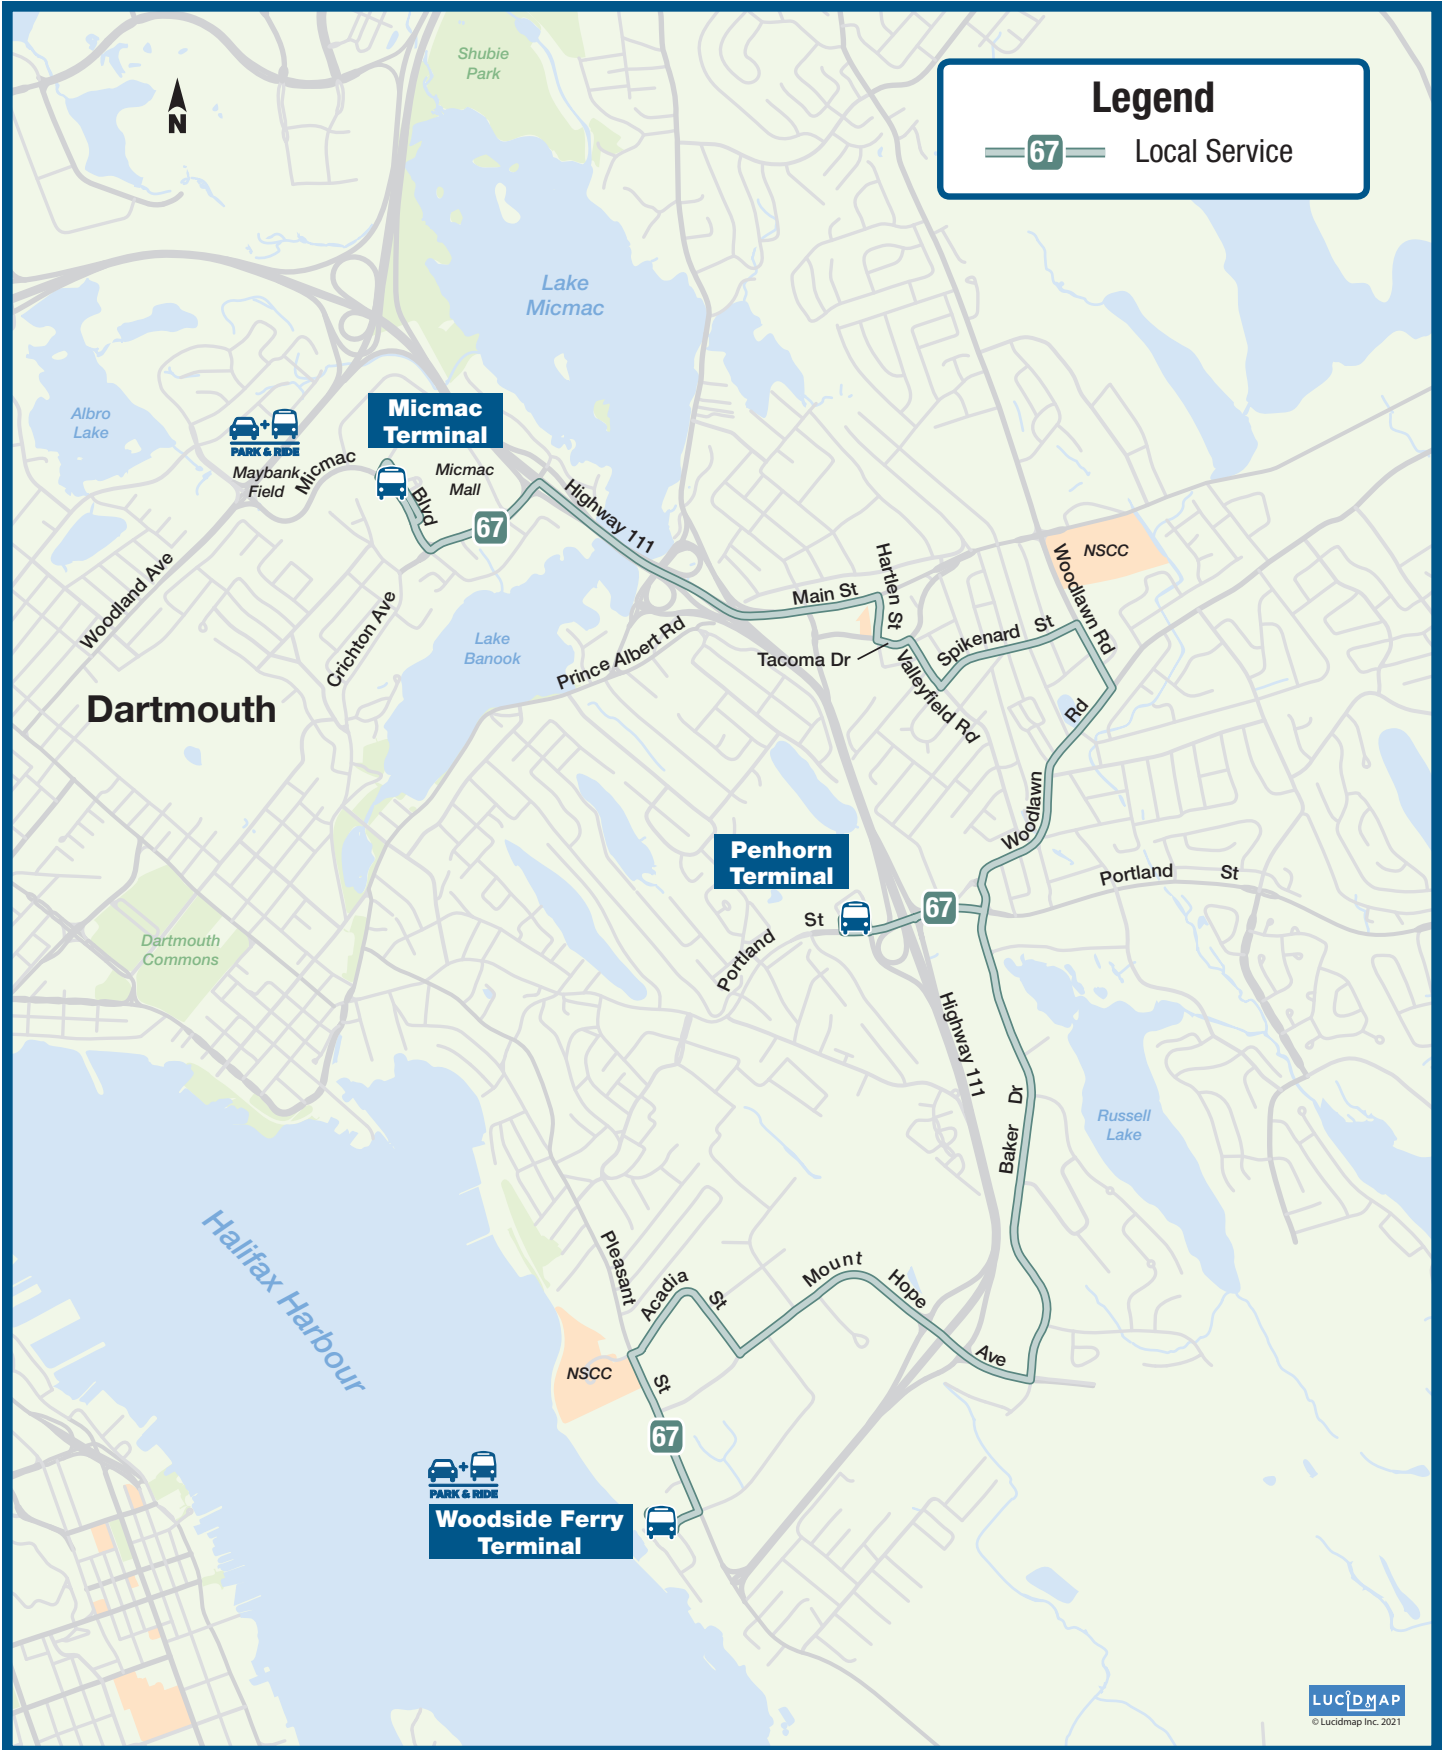 Shubie
Park
N
Legend
67 Local Service
Lake
Micmac
Albro
Lake
PARK & RIDE
Maybank
Field
Micmac
Terminal
Micmac
Blvd
Micmac
Mall
67
Highway 111
NSCC
Woodland Ave
Crichton Ave
Lake
Banook
Prince Albert Rd
Main St
Hartlen St
Tacoma Dr
Valleyfield Rd
Spikenard St
Woodlawn Rd
Dartmouth
Woodlawn Rd
Penhorn
Terminal
Portland St
67
Portland St
Dartmouth
Commons
Highway 111
Baker Dr
Russell
Lake
Halifax Harbour
Pleasant St
Acadia St
Mount Hope Ave
NSCC
67
PARK & RIDE
Woodside Ferry
Terminal
LUCIDMAP
© Lucidmap Inc. 2021